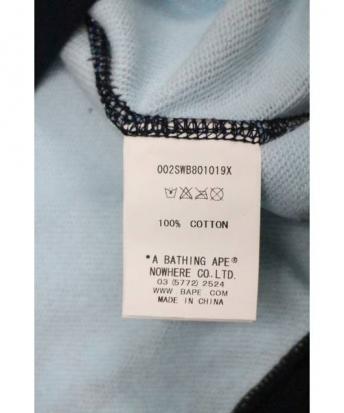 002SWB801019X
100% COTTON
*A BATHING APE®
NOWHERE CO.LTD.
03 (5772) 2524
WWW. BAPE. COM
MADE IN CHINA